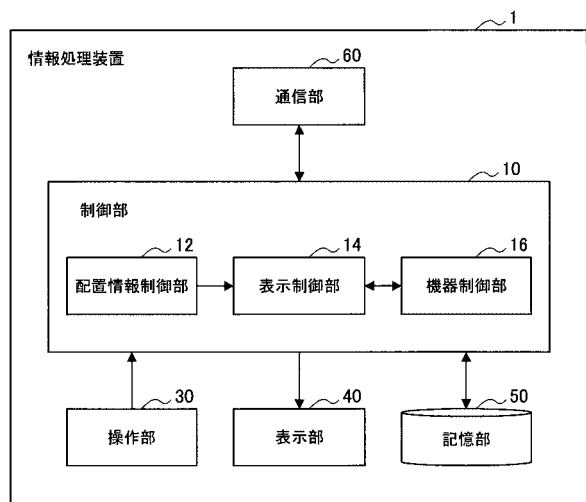 1
情報処理装置
60
通信部
10
制御部
12
14
16
配置情報制御部
表示制御部
機器制御部
30
40
50
操作部
表示部
記憶部